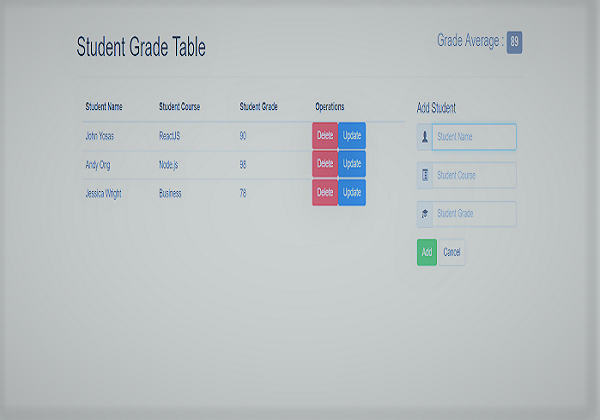 Student Grade Table
Grade Average : 89
Student Name Student Course Student Grade Operations
John Yosas ReactJS 90 Delete Update
Andy Ong Node.js 98 Delete Update
Jessica Wright Business 78 Delete Update
Add Student
Student Name
Student Course
Student Grade
Add Cancel